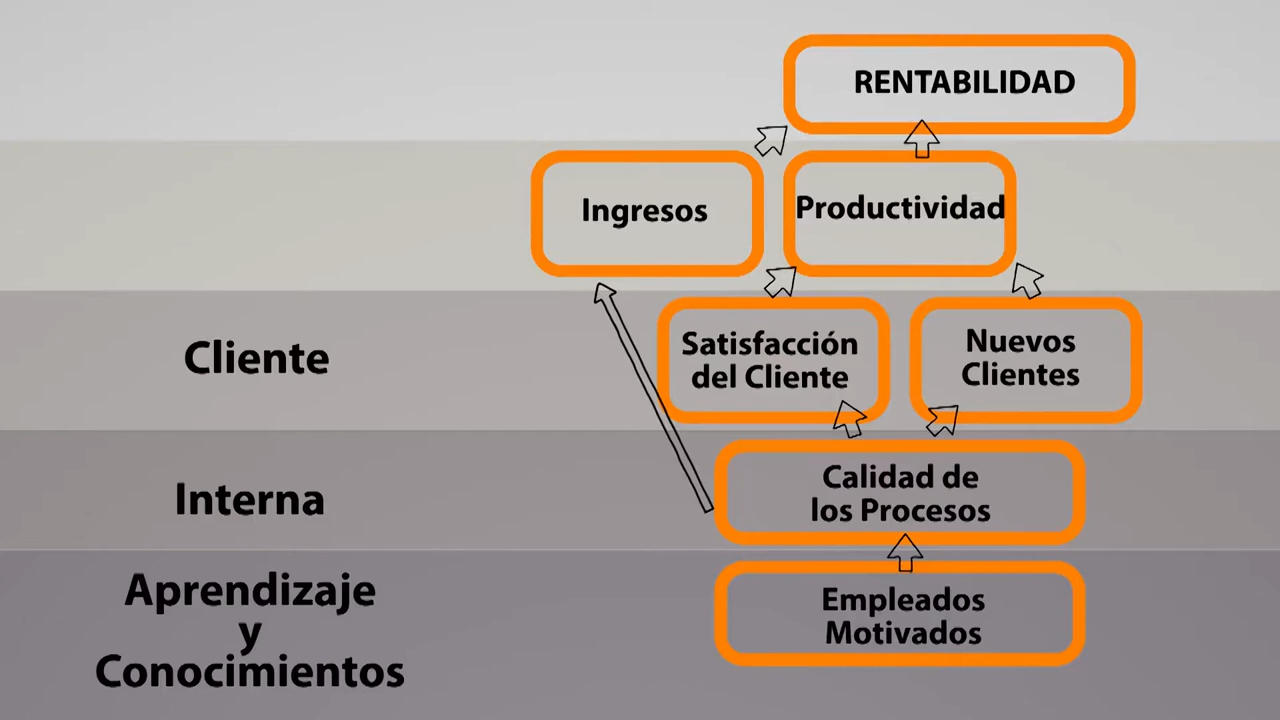 RENTABILIDAD
Ingresos
Productividad
Cliente
Satisfacción
del Cliente
Nuevos
Clientes
Interna
Calidad de
los Procesos
Aprendizaje
y
Conocimientos
Empleados
Motivados